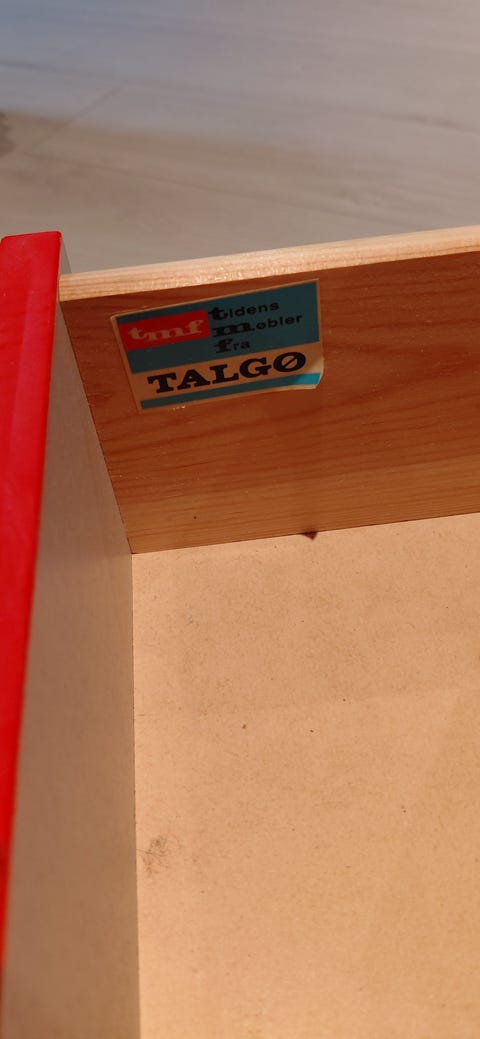 tmf tidens
møbler
fra
TALGØ